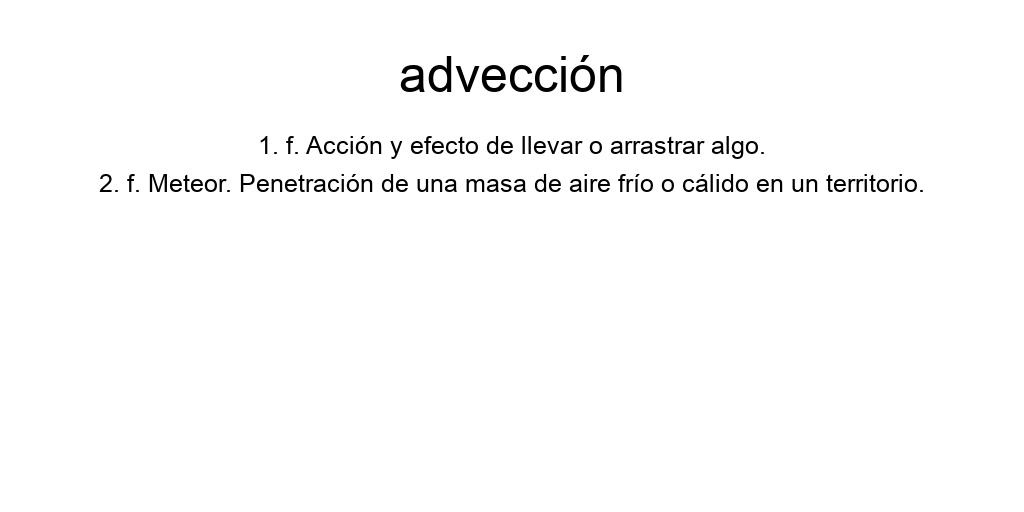 advección
1. f. Acción y efecto de llevar o arrastrar algo.
2. f. Meteor. Penetración de una masa de aire frío o cálido en un territorio.